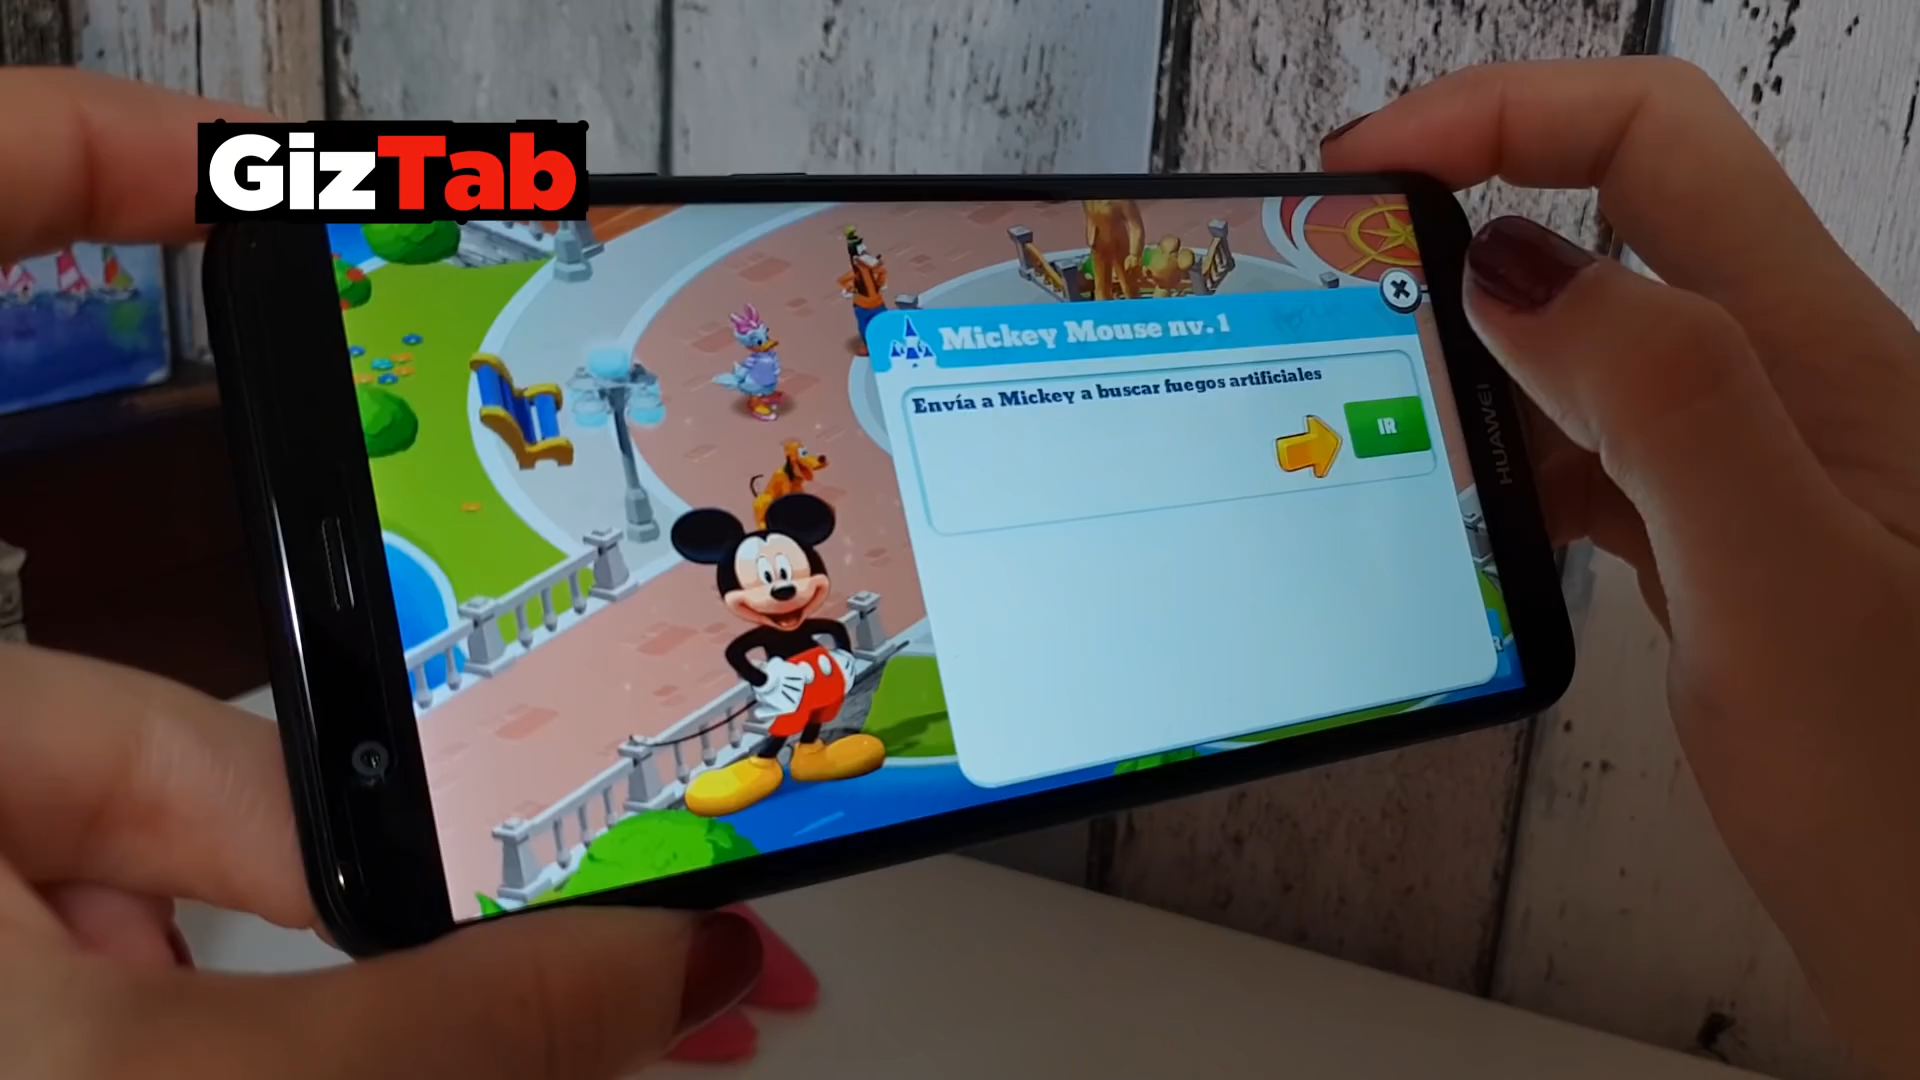 GizTab
Mickey Mouse nv. 1
Envía a Mickey a buscar fuegos artificiales
IR
HUAWEI